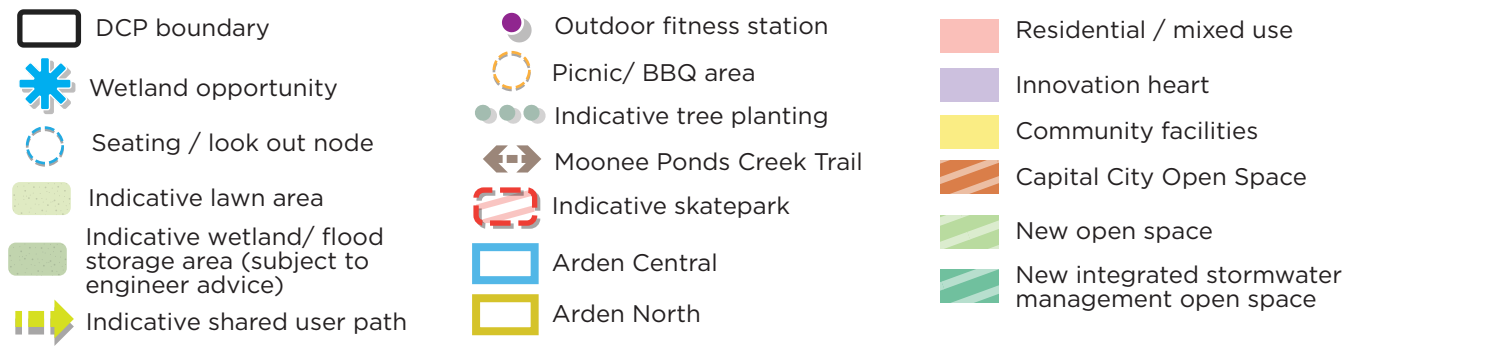 DCP boundary
Wetland opportunity
Seating / look out node
Indicative lawn area
Indicative wetland/ flood
storage area (subject to
engineer advice)
Indicative shared user path
Outdoor fitness station
Picnic/ BBQ area
Indicative tree planting
Moonee Ponds Creek Trail
Indicative skatepark
Arden Central
Arden North
Residential / mixed use
Innovation heart
Community facilities
Capital City Open Space
New open space
New integrated stormwater
management open space